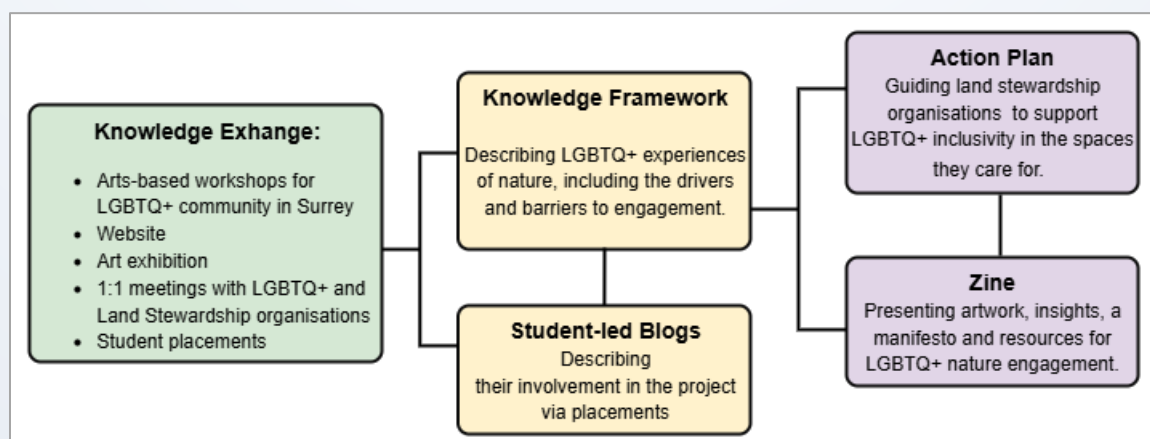 Knowledge Exhange:
• Arts-based workshops for
LGBTQ+ community in Surrey
• Website
• Art exhibition
• 1:1 meetings with LGBTQ+ and
Land Stewardship organisations
• Student placements
Knowledge Framework
Describing LGBTQ+ experiences
of nature, including the drivers
and barriers to engagement.
Student-led Blogs
Describing
their involvement in the project
via placements
Action Plan
Guiding land stewardship
organisations to support
LGBTQ+ inclusivity in the spaces
they care for.
Zine
Presenting artwork, insights, a
manifesto and resources for
LGBTQ+ nature engagement.